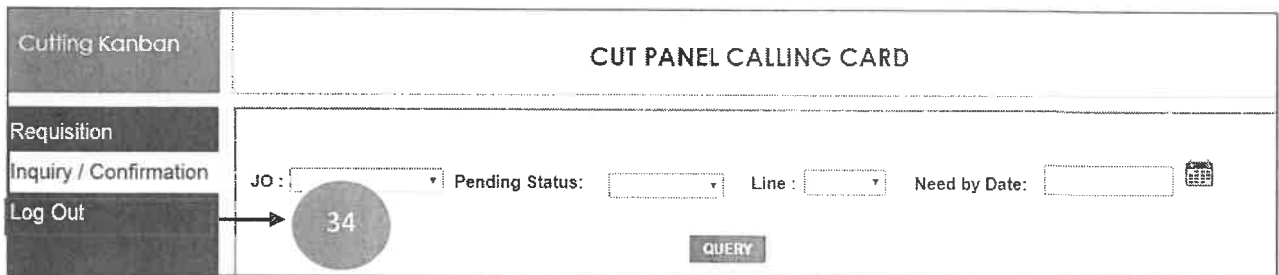 Cutting Kanban
CUT PANEL CALLING CARD
Requisition
Inquiry / Confirmation
JO : Pending Status: Line : Need by Date:
Log Out
34
QUERY